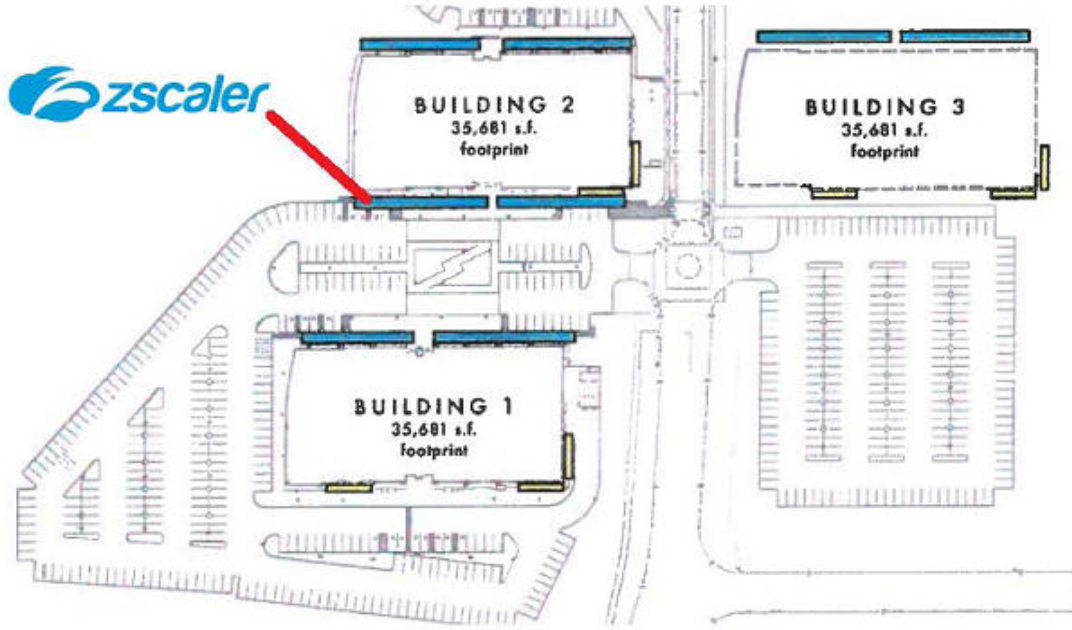 zscaler
BUILDING 2
35,681 s.f.
footprint
BUILDING 3
35,681 s.f.
footprint
BUILDING 1
35,681 s.f.
footprint